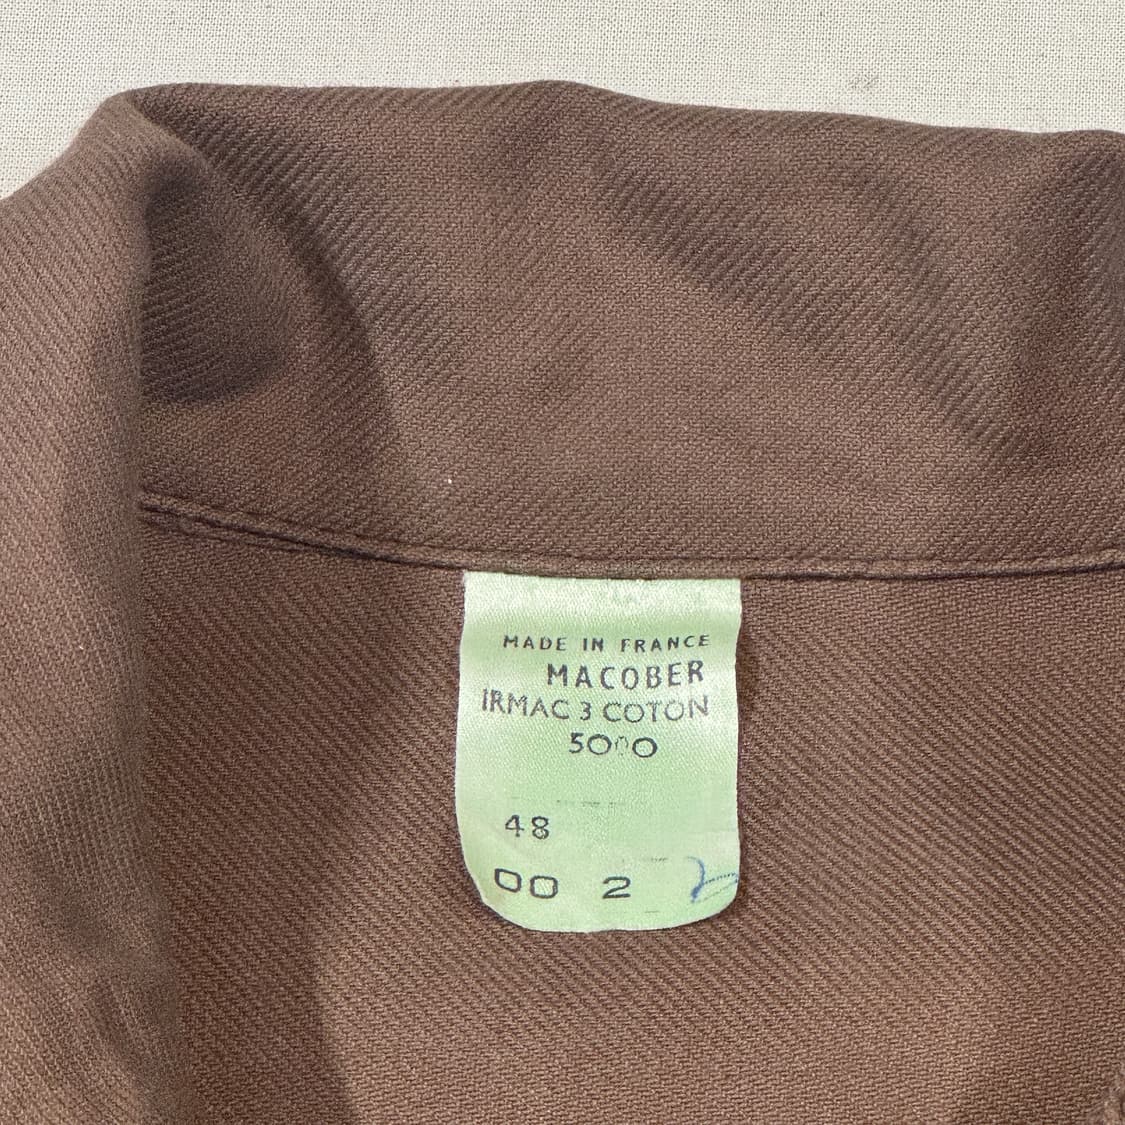 MADE IN FRANCE
MACOBER
IRMAC 3 COTON
5000
48
00 2